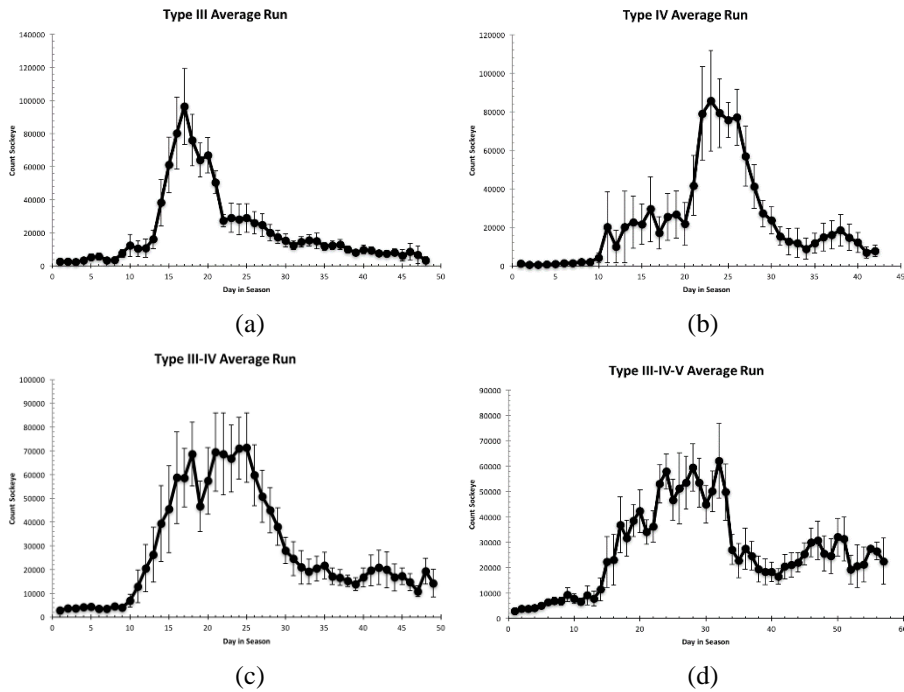 Type III Average Run
140000
120000
100000
80000
60000
40000
20000
0
Count Sockeye
0 5 10 15 20 25 30 35 40 45 50
Day in Season
(a)
Type IV Average Run
120000
100000
80000
60000
40000
20000
0
Count Sockeye
0 5 10 15 20 25 30 35 40 45
Day in Season
(b)
Type III-IV Average Run
100000
90000
80000
70000
60000
50000
40000
30000
20000
10000
0
Count Sockeye
0 5 10 15 20 25 30 35 40 45 50
Day in Season
(c)
Type III-IV-V Average Run
90000
80000
70000
60000
50000
40000
30000
20000
10000
0
Count Sockeye
0 10 20 30 40 50 60
Day in Season
(d)